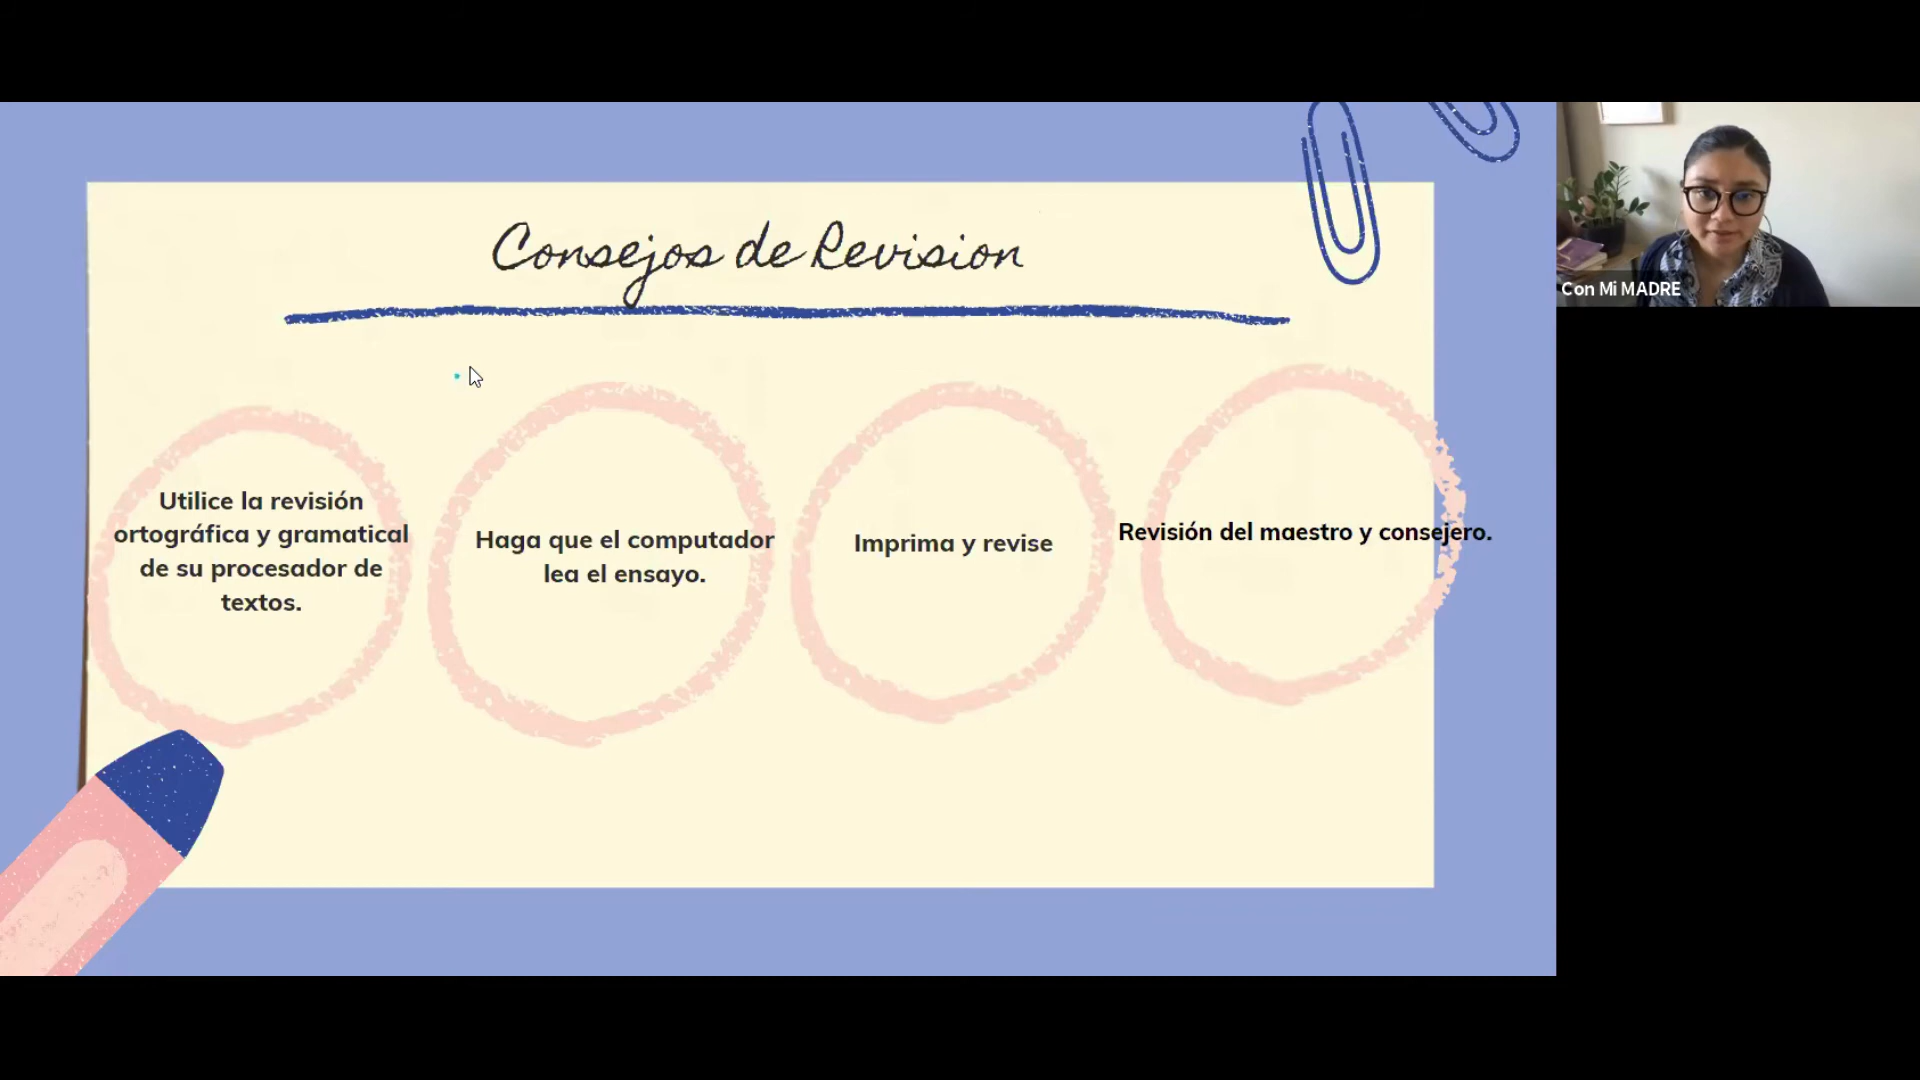 Consejos de Revision
Utilice la revisión
ortográfica y gramatical
de su procesador de
textos.
Haga que el computador
lea el ensayo.
Imprima y revise
Revisión del maestro y consejero.
Con Mi MADRE